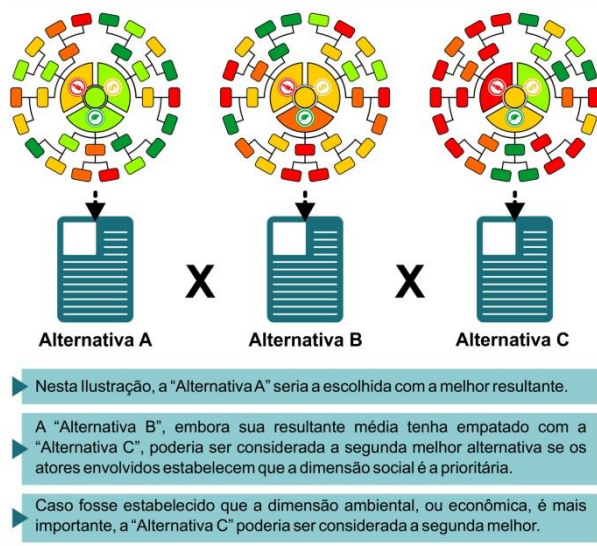 X
X
Alternativa A
Alternativa B
Alternativa C
Nesta Ilustração, a “Alternativa A” seria a escolhida com a melhor resultante.
A “Alternativa B”, embora sua resultante média tenha empatado com a
“Alternativa C”, poderia ser considerada a segunda melhor alternativa se os
atores envolvidos estabelecem que a dimensão social é a prioritária.
Caso fosse estabelecido que a dimensão ambiental, ou econômica, é mais
importante, a “Alternativa C” poderia ser considerada a segunda melhor.